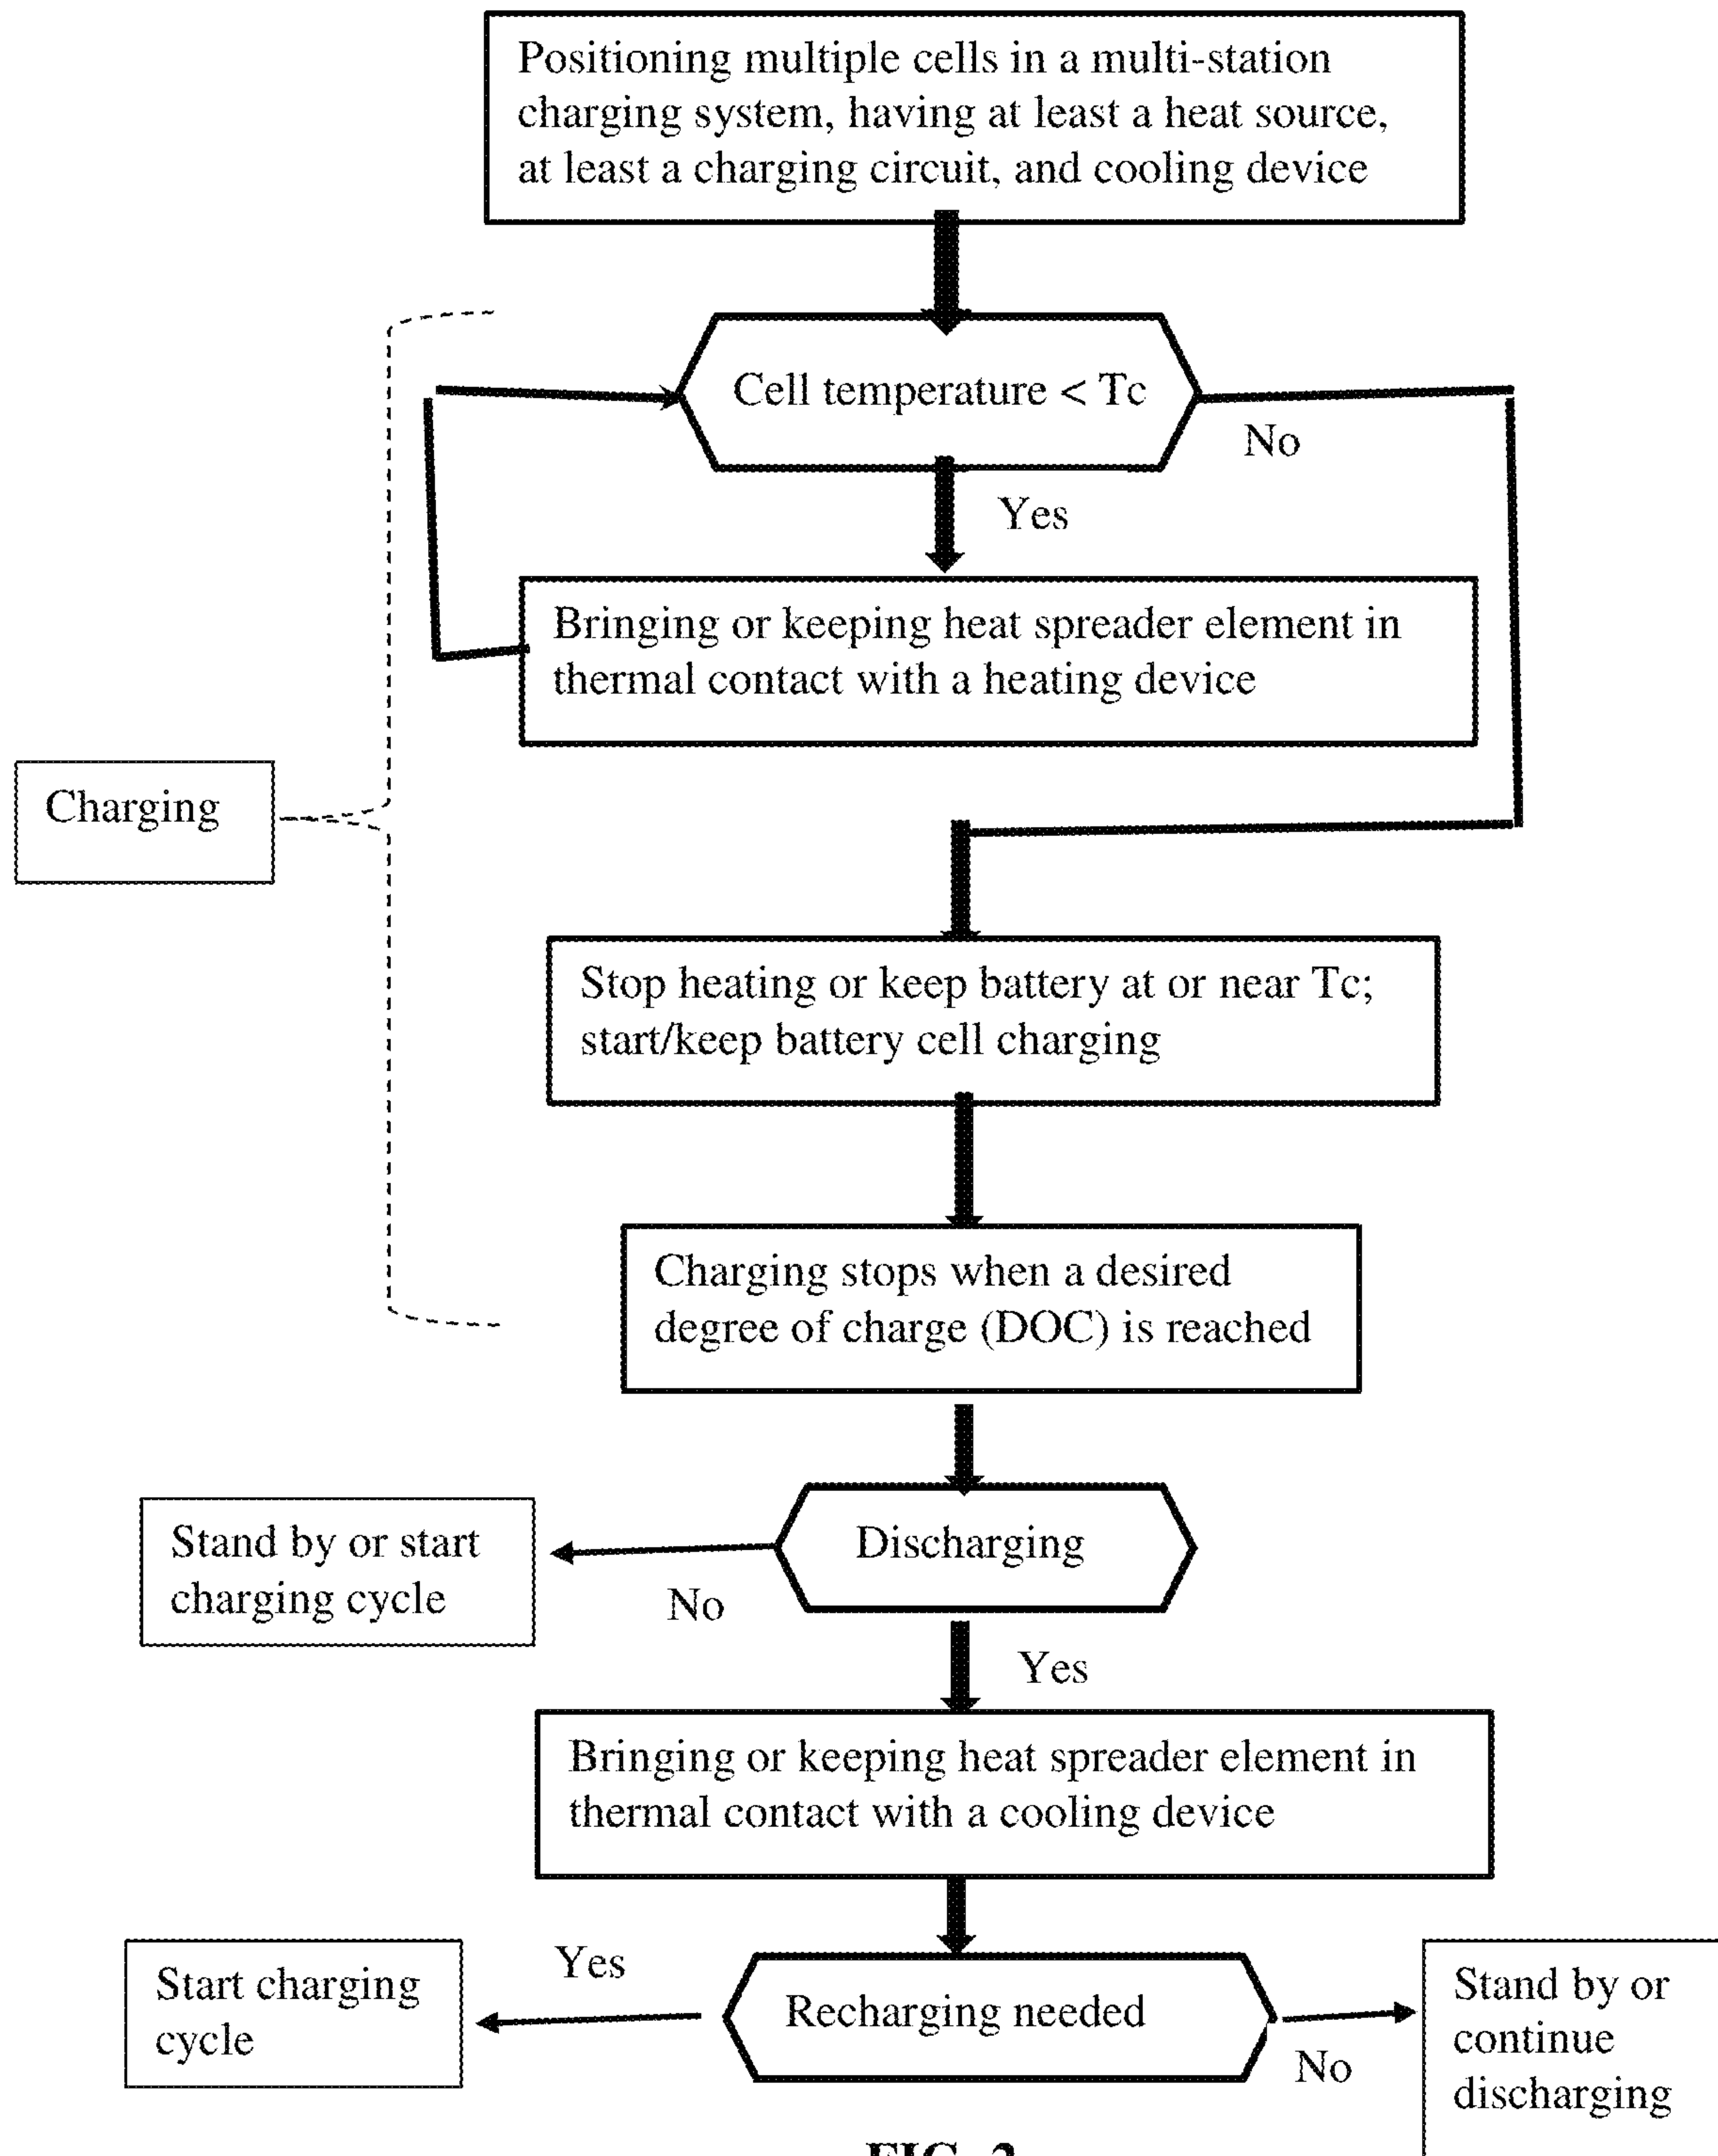 Positioning multiple cells in a multi-station
charging system, having at least a heat source,
at least a charging circuit, and cooling device
Cell temperature < Tc
No
Yes
Bringing or keeping heat spreader element in
thermal contact with a heating device
Charging
Stop heating or keep battery at or near Tc;
start/keep battery cell charging
Charging stops when a desired
degree of charge (DOC) is reached
Discharging
Stand by or start
charging cycle
No
Yes
Bringing or keeping heat spreader element in
thermal contact with a cooling device
Yes
Start charging
cycle
Recharging needed
No
Stand by or
continue
discharging
FIG. 2